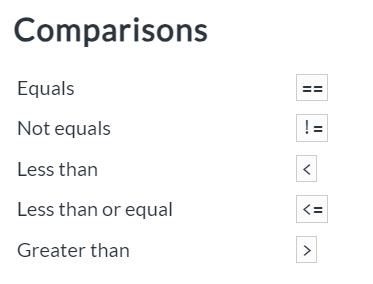 Comparisons
Equals ==
Not equals !=
Less than <
Less than or equal <=
Greater than >